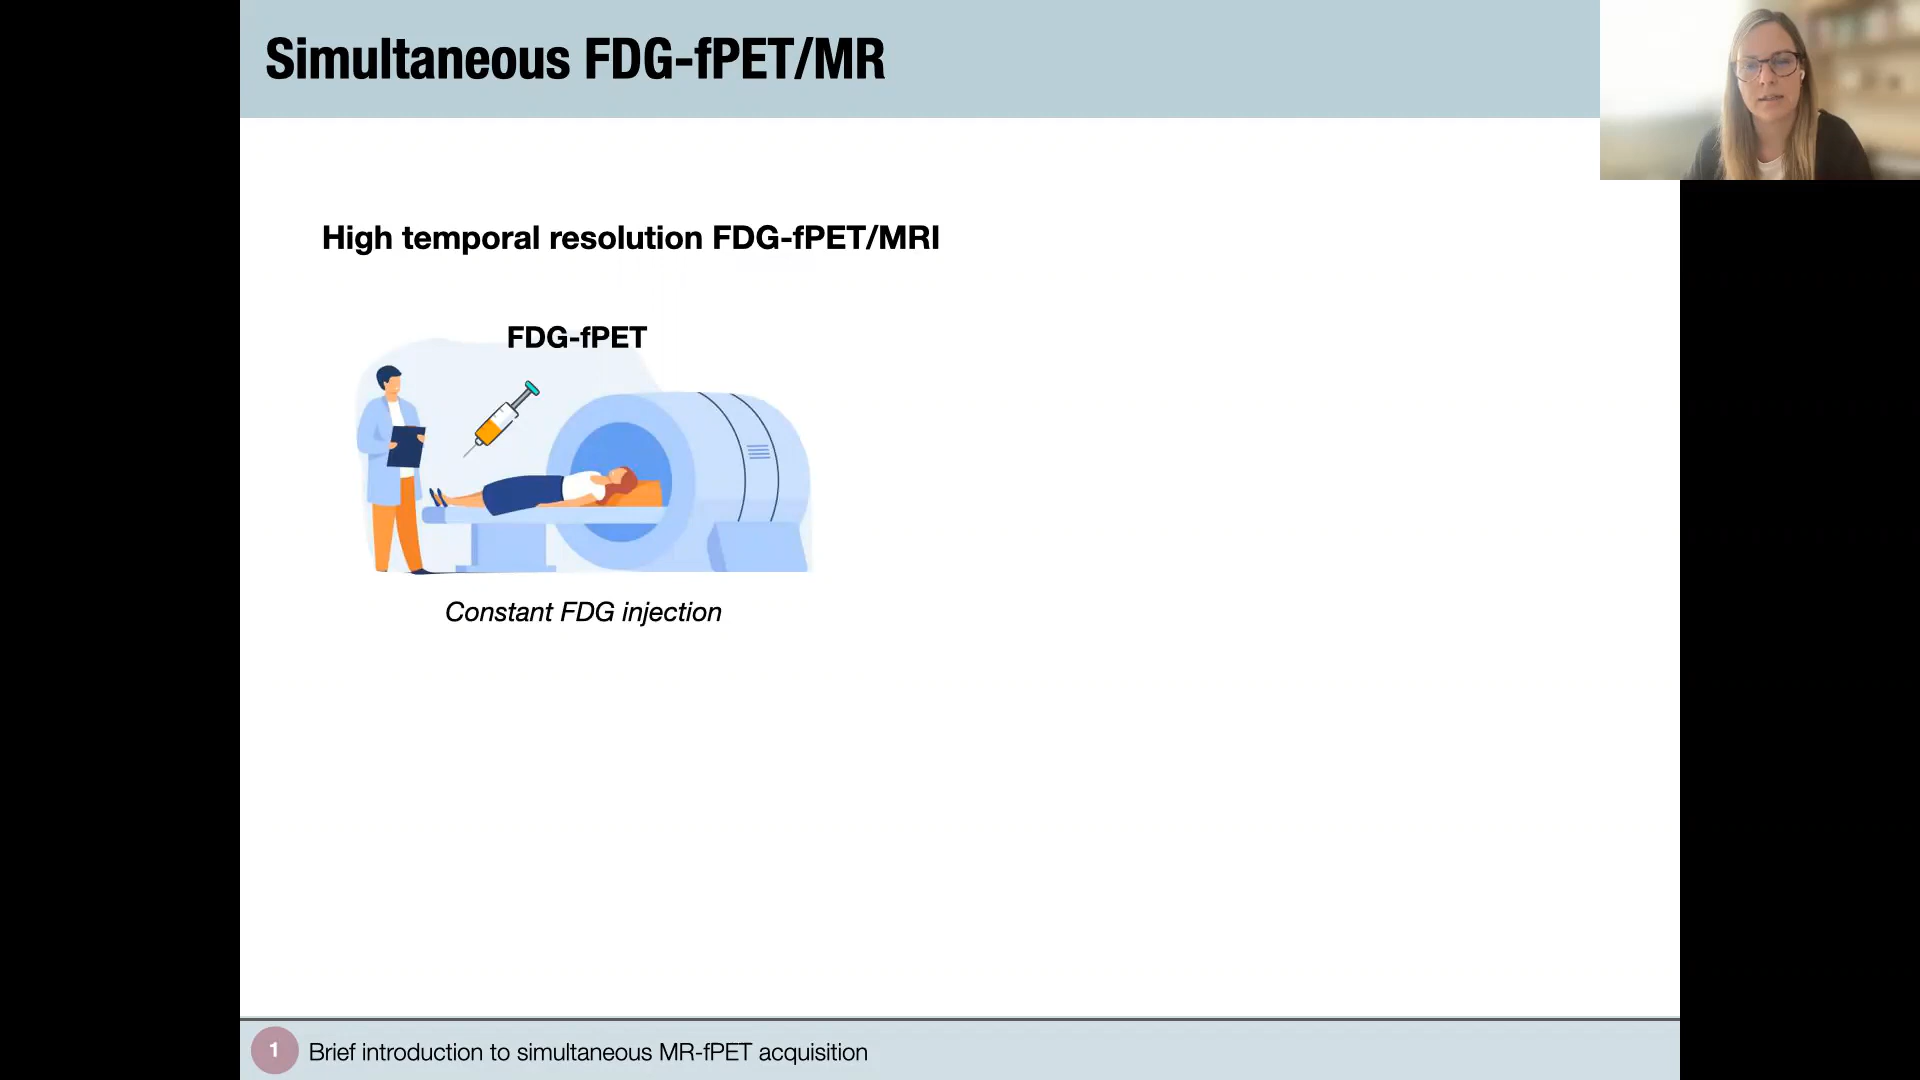 Simultaneous FDG-fPET/MR
High temporal resolution FDG-fPET/MRI
FDG-fPET
Constant FDG injection
1 Brief introduction to simultaneous MR-fPET acquisition